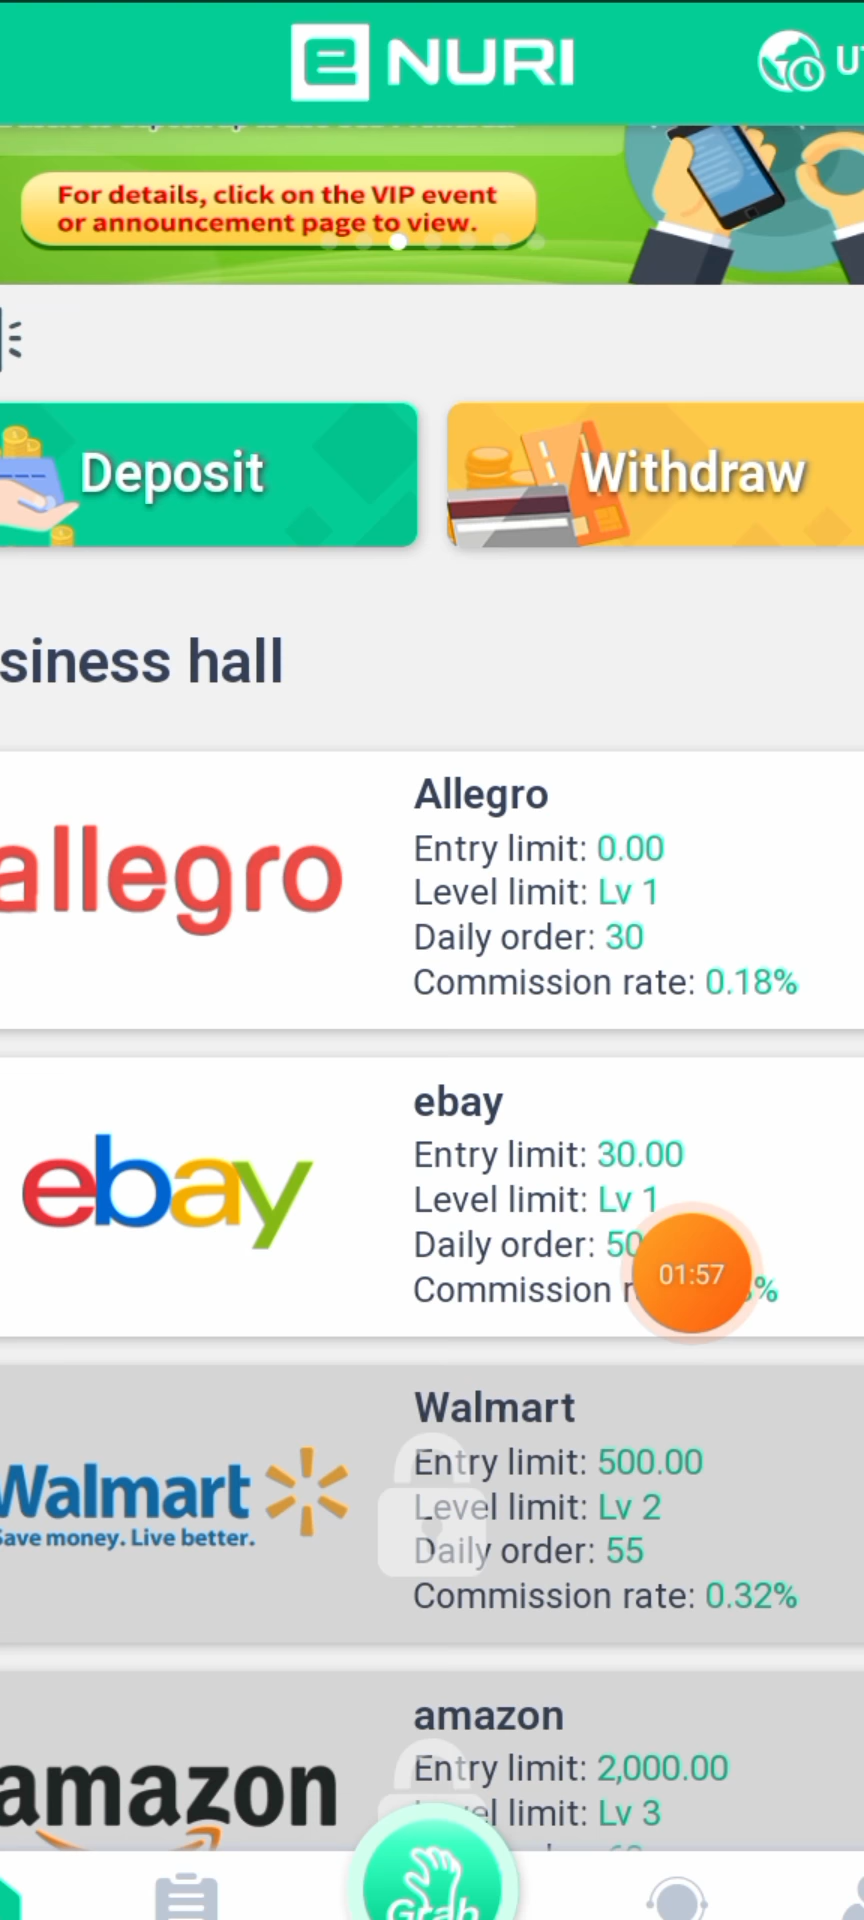 e NURI
UT
For details, click on the VIP event
or announcement page to view.
Deposit
Withdraw
siness hall
allegro
Allegro
Entry limit: 0.00
Level limit: Lv 1
Daily order: 30
Commission rate: 0.18%
ebay
ebay
Entry limit: 30.00
Level limit: Lv 1
Daily order: 50
01:57
Commission r %
Walmart
Save money. Live better.
Walmart
Entry limit: 500.00
Level limit: Lv 2
Daily order: 55
Commission rate: 0.32%
amazon
amazon
Entry limit: 2,000.00
Level limit: Lv 3
Grab